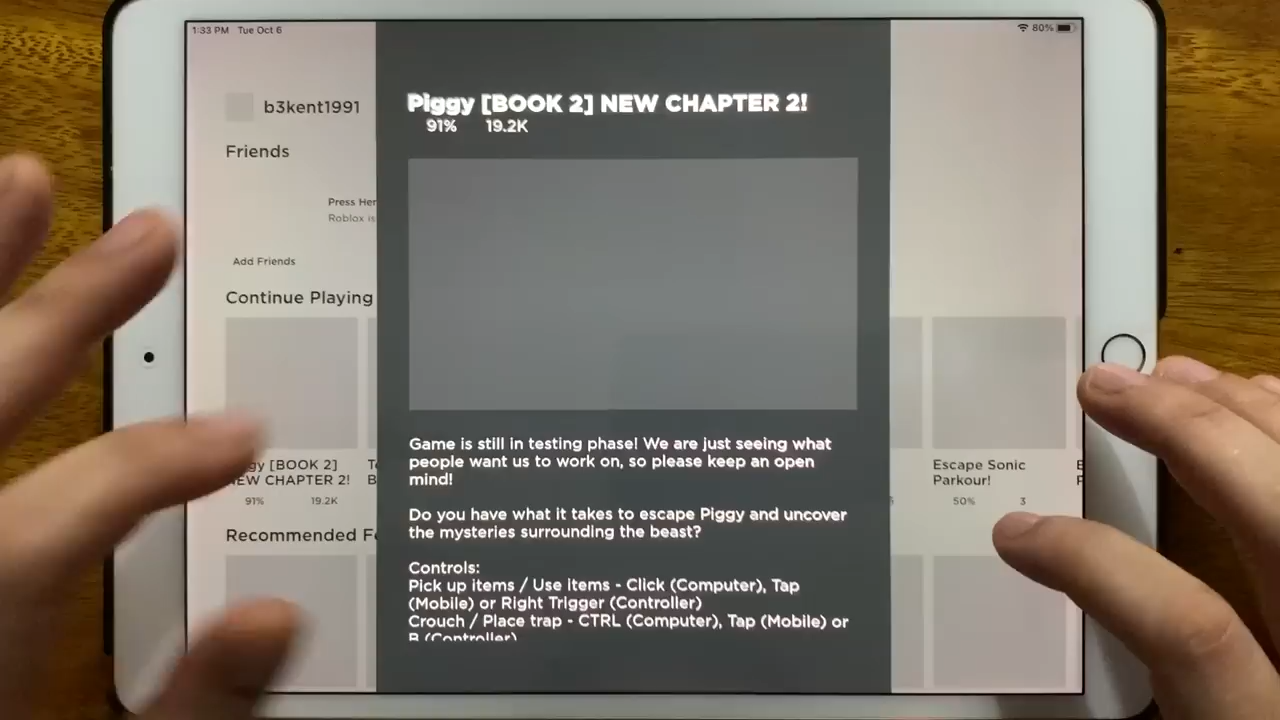 1:33 PM Tue Oct 6
80%
b3kent1991
Friends
Press Her
Roblox is
Add Friends
Continue Playing
NEW CHAPTER 2!
91% 19.2K
Recommended Fe
Piggy [BOOK 2] NEW CHAPTER 2!
91% 19.2K
Game is still in testing phase! We are just seeing what
people want us to work on, so please keep an open
mind!
Do you have what it takes to escape Piggy and uncover
the mysteries surrounding the beast?
Controls:
Pick up items / Use items - Click (Computer), Tap
(Mobile) or Right Trigger (Controller)
Crouch / Place trap - CTRL (Computer), Tap (Mobile) or
B (Controller)
Escape Sonic
Parkour!
50% 3